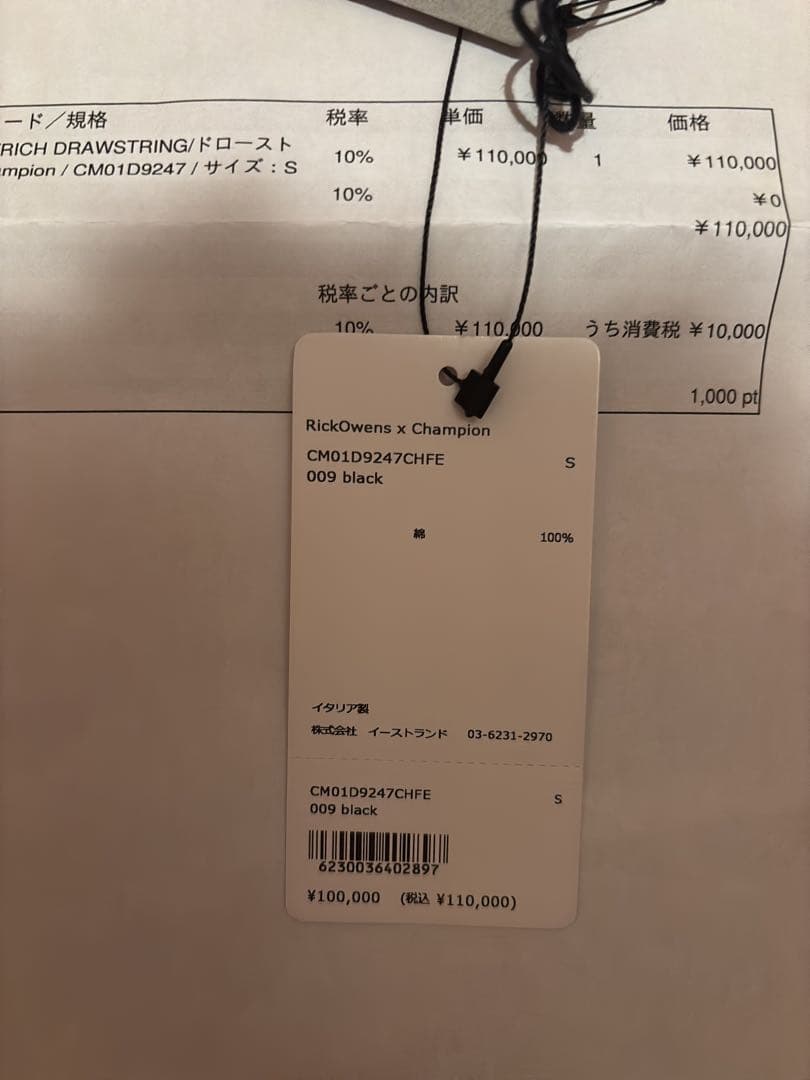 ード／規格 税率 単価 数量 価格
RICH DRAWSTRING/ドロースト 10% ￥110,000 1 ￥110,000
mpion / CM01D9247 / サイズ：S
10% ￥0
￥110,000
税率ごとの内訳
10% ￥110,000 うち消費税 ￥10,000
1,000 pt
RickOwens x Champion
CM01D9247CHFE S
009 black
綿 100%
イタリア製
株式会社 イーストランド 03-6231-2970
CM01D9247CHFE S
009 black
6230036402897
¥100,000 (税込 ¥110,000)